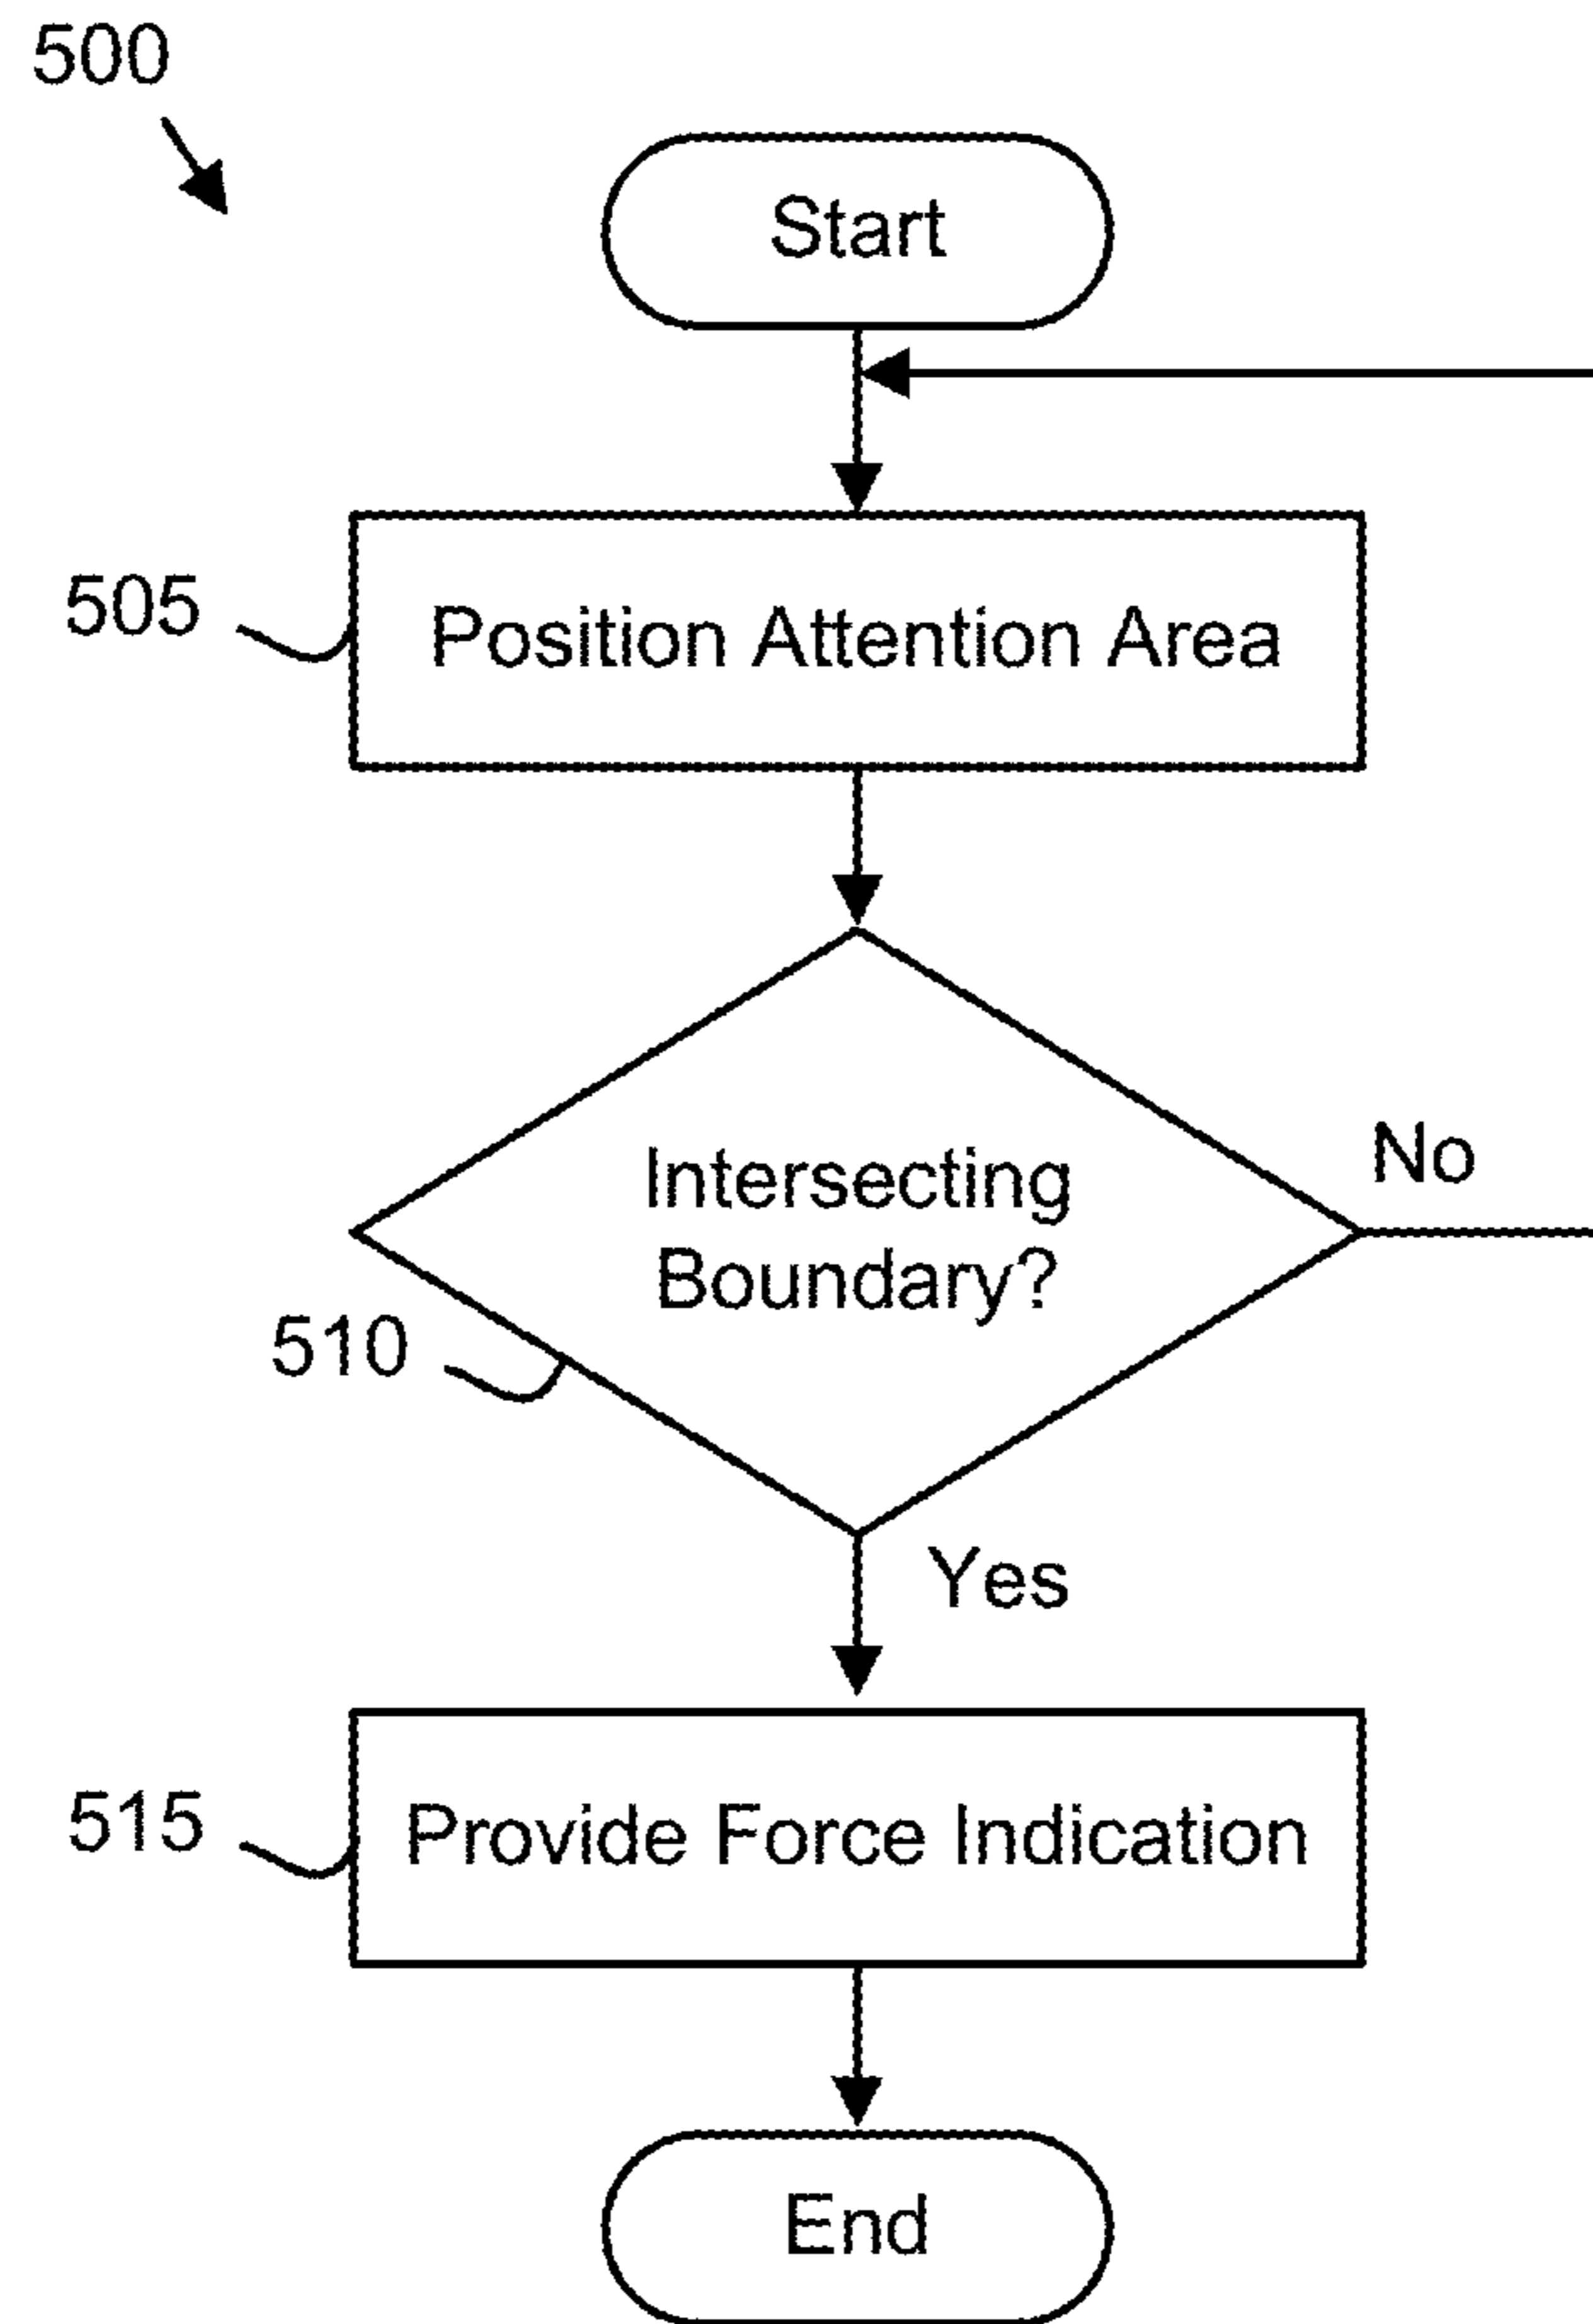 500
Start
505
Position Attention Area
Intersecting
Boundary?
No
510
Yes
515
Provide Force Indication
End